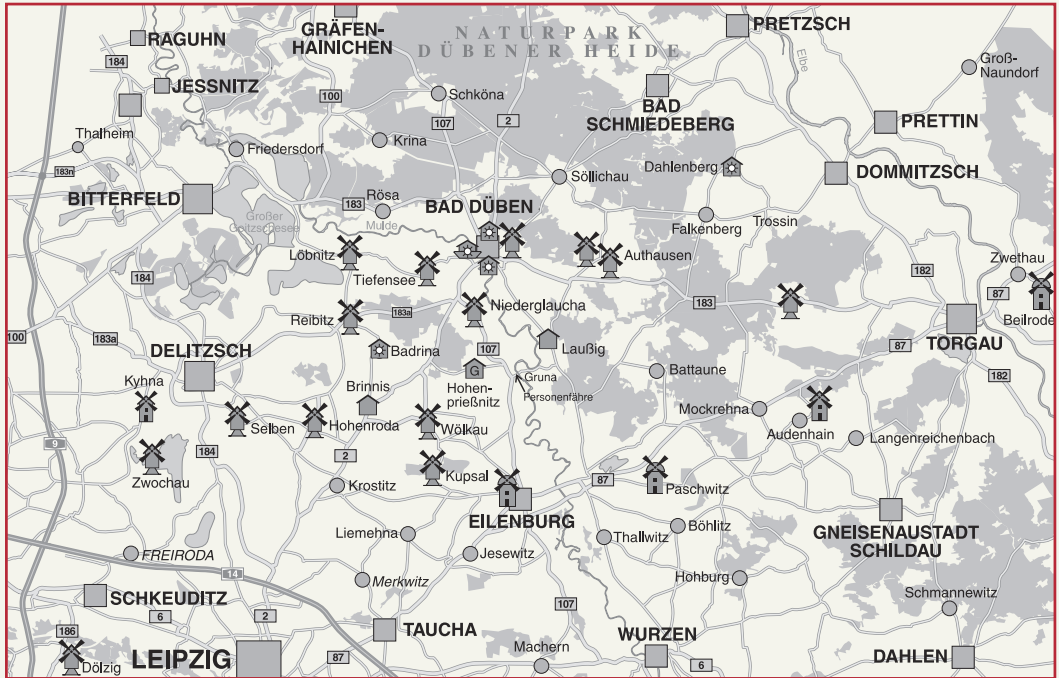 NATURPARK
DÜBENER HEIDE
PRETZSCH
RAGUHN
GRÄFEN-
HAINICHEN
184
Elbe
Groß-
Naundorf
JESSNITZ
100
Schköna
BAD
SCHMIEDEBERG
107
2
PRETTIN
Thalheim
Krina
Friedersdorf
183n
Dahlenberg
DOMMITZSCH
Söllichau
BITTERFELD
Rösa
183
BAD DÜBEN
Großer
Goitzschesee
Mulde
Falkenberg
Trossin
Löbnitz
Authausen
Zwethau
184
Tiefensee
182
87
Niederglaucha
183
Beilrode
Reibitz
183a
100
183a
TORGAU
DELITZSCH
Badrina
107
Laußig
87
Kyhna
Brinnis
G
Hohen-
prießnitz
Gruna
Personenfähre
Battaune
182
Mockrehna
Selben
Hohenroda
Wölkau
Audenhain
Langenreichenbach
9
184
2
Zwochau
Kupsal
87
Krostitz
Paschwitz
EILENBURG
Böhlitz
GNEISENAUSTADT
SCHILDAU
Liemehna
Thallwitz
FREIRODA
Jesewitz
14
Merkwitz
Hohburg
SCHKEUDITZ
Schmannewitz
6
2
107
186
TAUCHA
WURZEN
LEIPZIG
87
Machern
DAHLEN
Dölzig
6